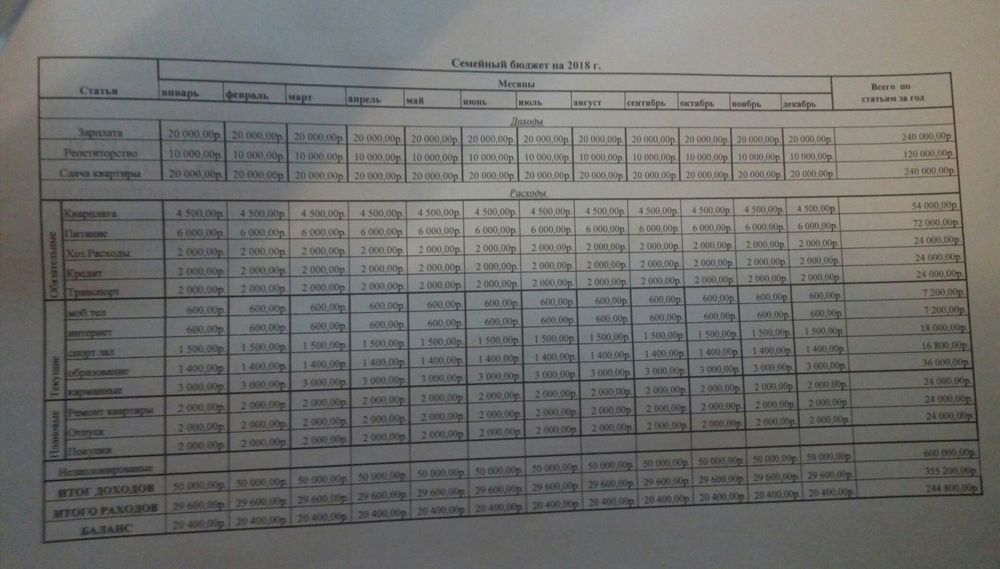 Семейный бюджет на 2018 г.
Статьи Месяцы Всего по статьям за год
январь февраль март апрель май июнь июль август сентябрь октябрь ноябрь декабрь
Доходы
Зарплата 20 000,00р. 20 000,00р. 20 000,00р. 20 000,00р. 20 000,00р. 20 000,00р. 20 000,00р. 20 000,00р. 20 000,00р. 20 000,00р. 20 000,00р. 20 000,00р. 240 000,00р.
Репетиторство 10 000,00р. 10 000,00р. 10 000,00р. 10 000,00р. 10 000,00р. 10 000,00р. 10 000,00р. 10 000,00р. 10 000,00р. 10 000,00р. 10 000,00р. 10 000,00р. 120 000,00р.
Сдача квартиры 20 000,00р. 20 000,00р. 20 000,00р. 20 000,00р. 20 000,00р. 20 000,00р. 20 000,00р. 20 000,00р. 20 000,00р. 20 000,00р. 20 000,00р. 20 000,00р. 240 000,00р.
Расходы
Обязательные
Кварплата 4 500,00р. 4 500,00р. 4 500,00р. 4 500,00р. 4 500,00р. 4 500,00р. 4 500,00р. 4 500,00р. 4 500,00р. 4 500,00р. 4 500,00р. 4 500,00р. 54 000,00р.
Питание 6 000,00р. 6 000,00р. 6 000,00р. 6 000,00р. 6 000,00р. 6 000,00р. 6 000,00р. 6 000,00р. 6 000,00р. 6 000,00р. 6 000,00р. 6 000,00р. 72 000,00р.
Хоз.Расходы 2 000,00р. 2 000,00р. 2 000,00р. 2 000,00р. 2 000,00р. 2 000,00р. 2 000,00р. 2 000,00р. 2 000,00р. 2 000,00р. 2 000,00р. 2 000,00р. 24 000,00р.
Кредит 2 000,00р. 2 000,00р. 2 000,00р. 2 000,00р. 2 000,00р. 2 000,00р. 2 000,00р. 2 000,00р. 2 000,00р. 2 000,00р. 2 000,00р. 2 000,00р. 24 000,00р.
Транспорт 2 000,00р. 2 000,00р. 2 000,00р. 2 000,00р. 2 000,00р. 2 000,00р. 2 000,00р. 2 000,00р. 2 000,00р. 2 000,00р. 2 000,00р. 2 000,00р. 24 000,00р.
Текущие
моб.тел 600,00р. 600,00р. 600,00р. 600,00р. 600,00р. 600,00р. 600,00р. 600,00р. 600,00р. 600,00р. 600,00р. 600,00р. 7 200,00р.
интернет 600,00р. 600,00р. 600,00р. 600,00р. 600,00р. 600,00р. 600,00р. 600,00р. 600,00р. 600,00р. 600,00р. 600,00р. 7 200,00р.
спорт зал 1 500,00р. 1 500,00р. 1 500,00р. 1 500,00р. 1 500,00р. 1 500,00р. 1 500,00р. 1 500,00р. 1 500,00р. 1 500,00р. 1 500,00р. 1 500,00р. 18 000,00р.
образование 1 400,00р. 1 400,00р. 1 400,00р. 1 400,00р. 1 400,00р. 1 400,00р. 1 400,00р. 1 400,00р. 1 400,00р. 1 400,00р. 1 400,00р. 1 400,00р. 16 800,00р.
карманные 3 000,00р. 3 000,00р. 3 000,00р. 3 000,00р. 3 000,00р. 3 000,00р. 3 000,00р. 3 000,00р. 3 000,00р. 3 000,00р. 3 000,00р. 3 000,00р. 36 000,00р.
Плановые
Ремонт квартиры 2 000,00р. 2 000,00р. 2 000,00р. 2 000,00р. 2 000,00р. 2 000,00р. 2 000,00р. 2 000,00р. 2 000,00р. 2 000,00р. 2 000,00р. 2 000,00р. 24 000,00р.
Отпуск 2 000,00р. 2 000,00р. 2 000,00р. 2 000,00р. 2 000,00р. 2 000,00р. 2 000,00р. 2 000,00р. 2 000,00р. 2 000,00р. 2 000,00р. 2 000,00р. 24 000,00р.
Покупки 2 000,00р. 2 000,00р. 2 000,00р. 2 000,00р. 2 000,00р. 2 000,00р. 2 000,00р. 2 000,00р. 2 000,00р. 2 000,00р. 2 000,00р. 2 000,00р. 24 000,00р.
Незапланированые
ИТОГ ДОХОДОВ 50 000,00р. 50 000,00р. 50 000,00р. 50 000,00р. 50 000,00р. 50 000,00р. 50 000,00р. 50 000,00р. 50 000,00р. 50 000,00р. 50 000,00р. 50 000,00р. 600 000,00р.
ИТОГО РАХОДОВ 29 600,00р. 29 600,00р. 29 600,00р. 29 600,00р. 29 600,00р. 29 600,00р. 29 600,00р. 29 600,00р. 29 600,00р. 29 600,00р. 29 600,00р. 29 600,00р. 355 200,00р.
БАЛАНС 20 400,00р. 20 400,00р. 20 400,00р. 20 400,00р. 20 400,00р. 20 400,00р. 20 400,00р. 20 400,00р. 20 400,00р. 20 400,00р. 20 400,00р. 20 400,00р. 244 800,00р.